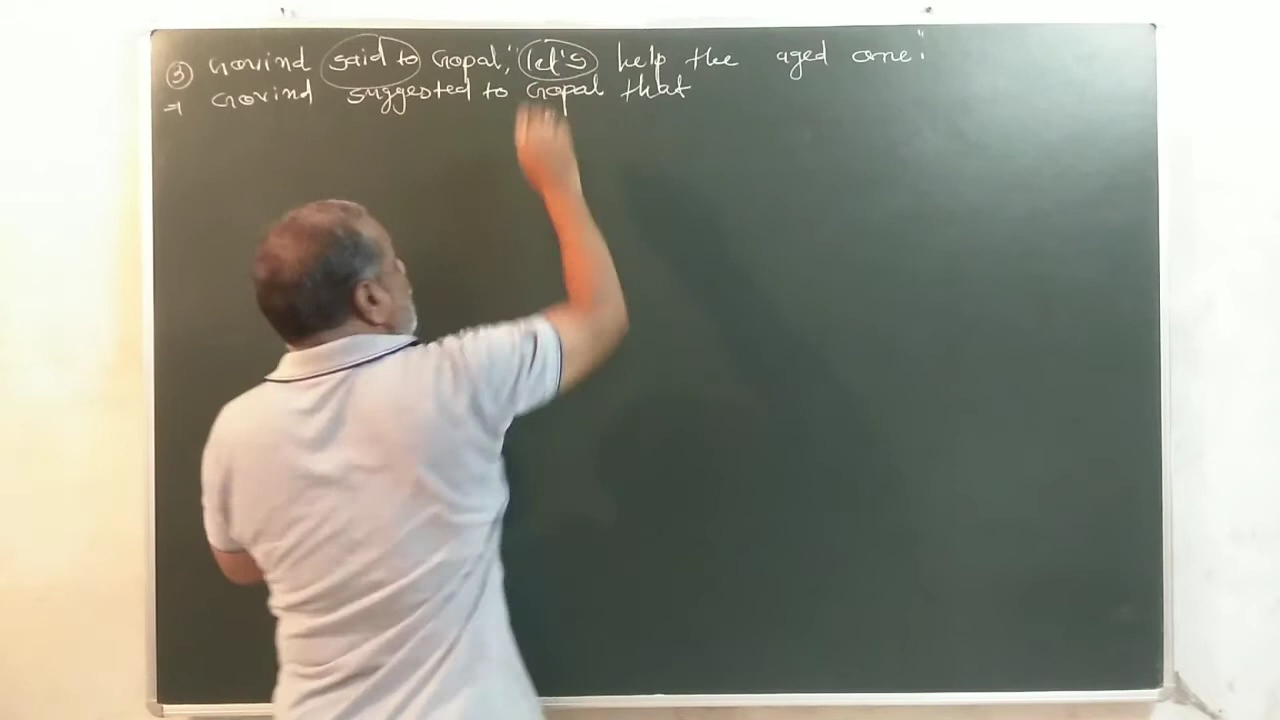 ③ Govind said to Gopal, "let's help the aged one."
⇒ Govind suggested to Gopal that